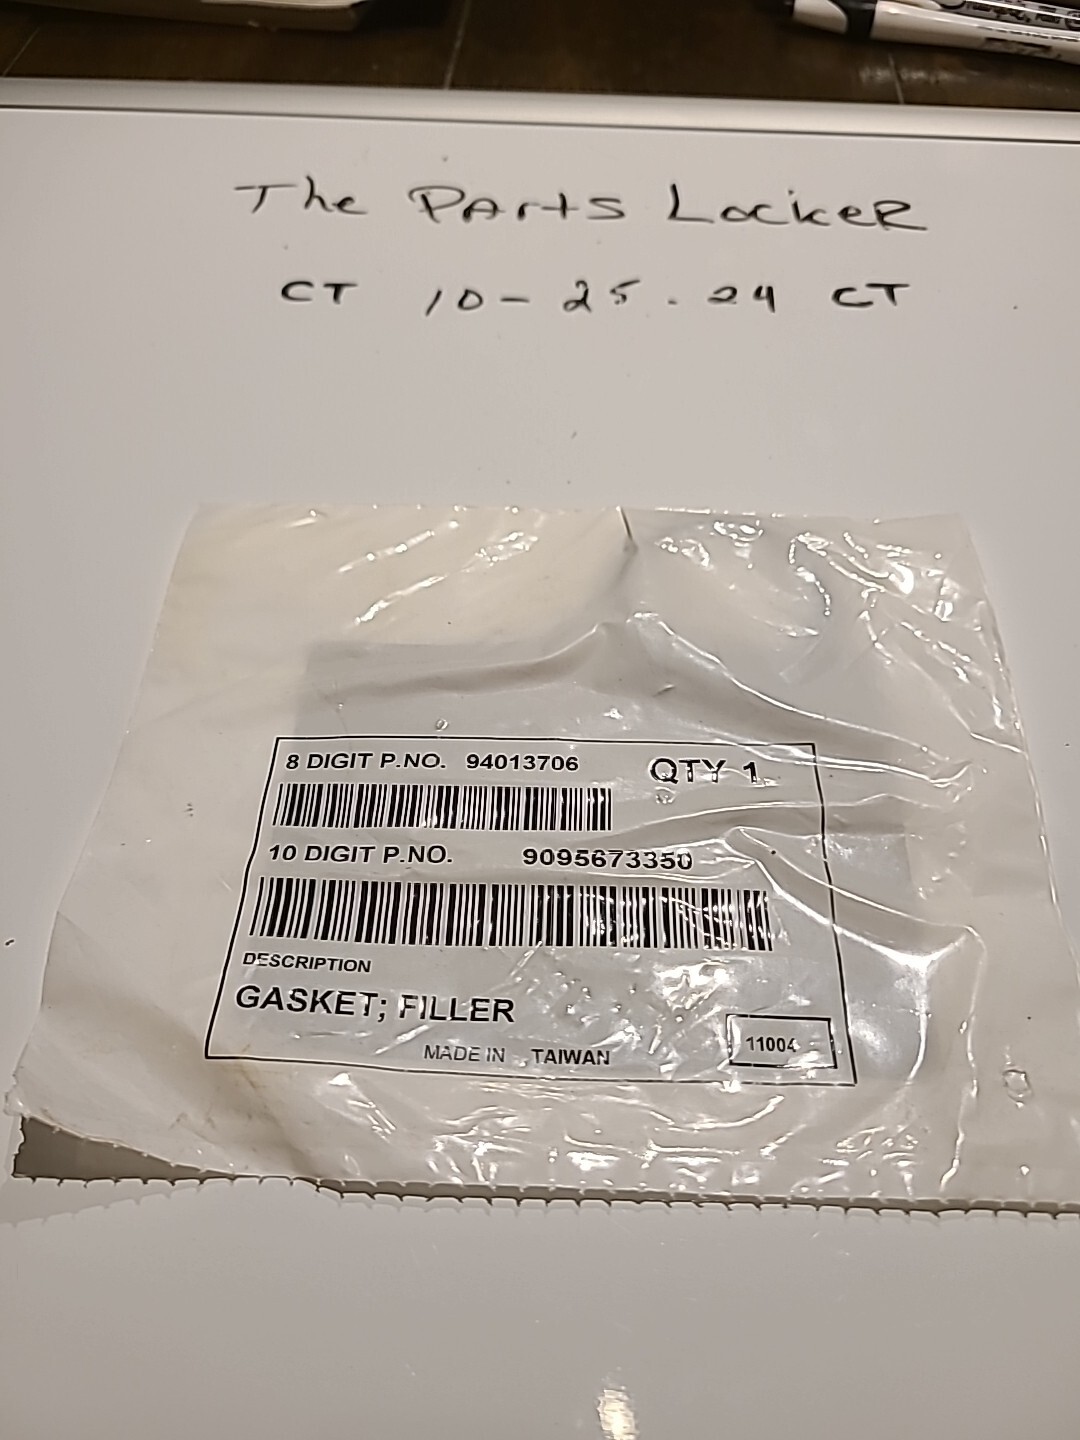 The Parts Locker
CT 10-25.24 CT
8 DIGIT P.NO. 94013706
QTY 1
10 DIGIT P.NO. 9095673350
DESCRIPTION
GASKET; FILLER
MADE IN TAIWAN
11004